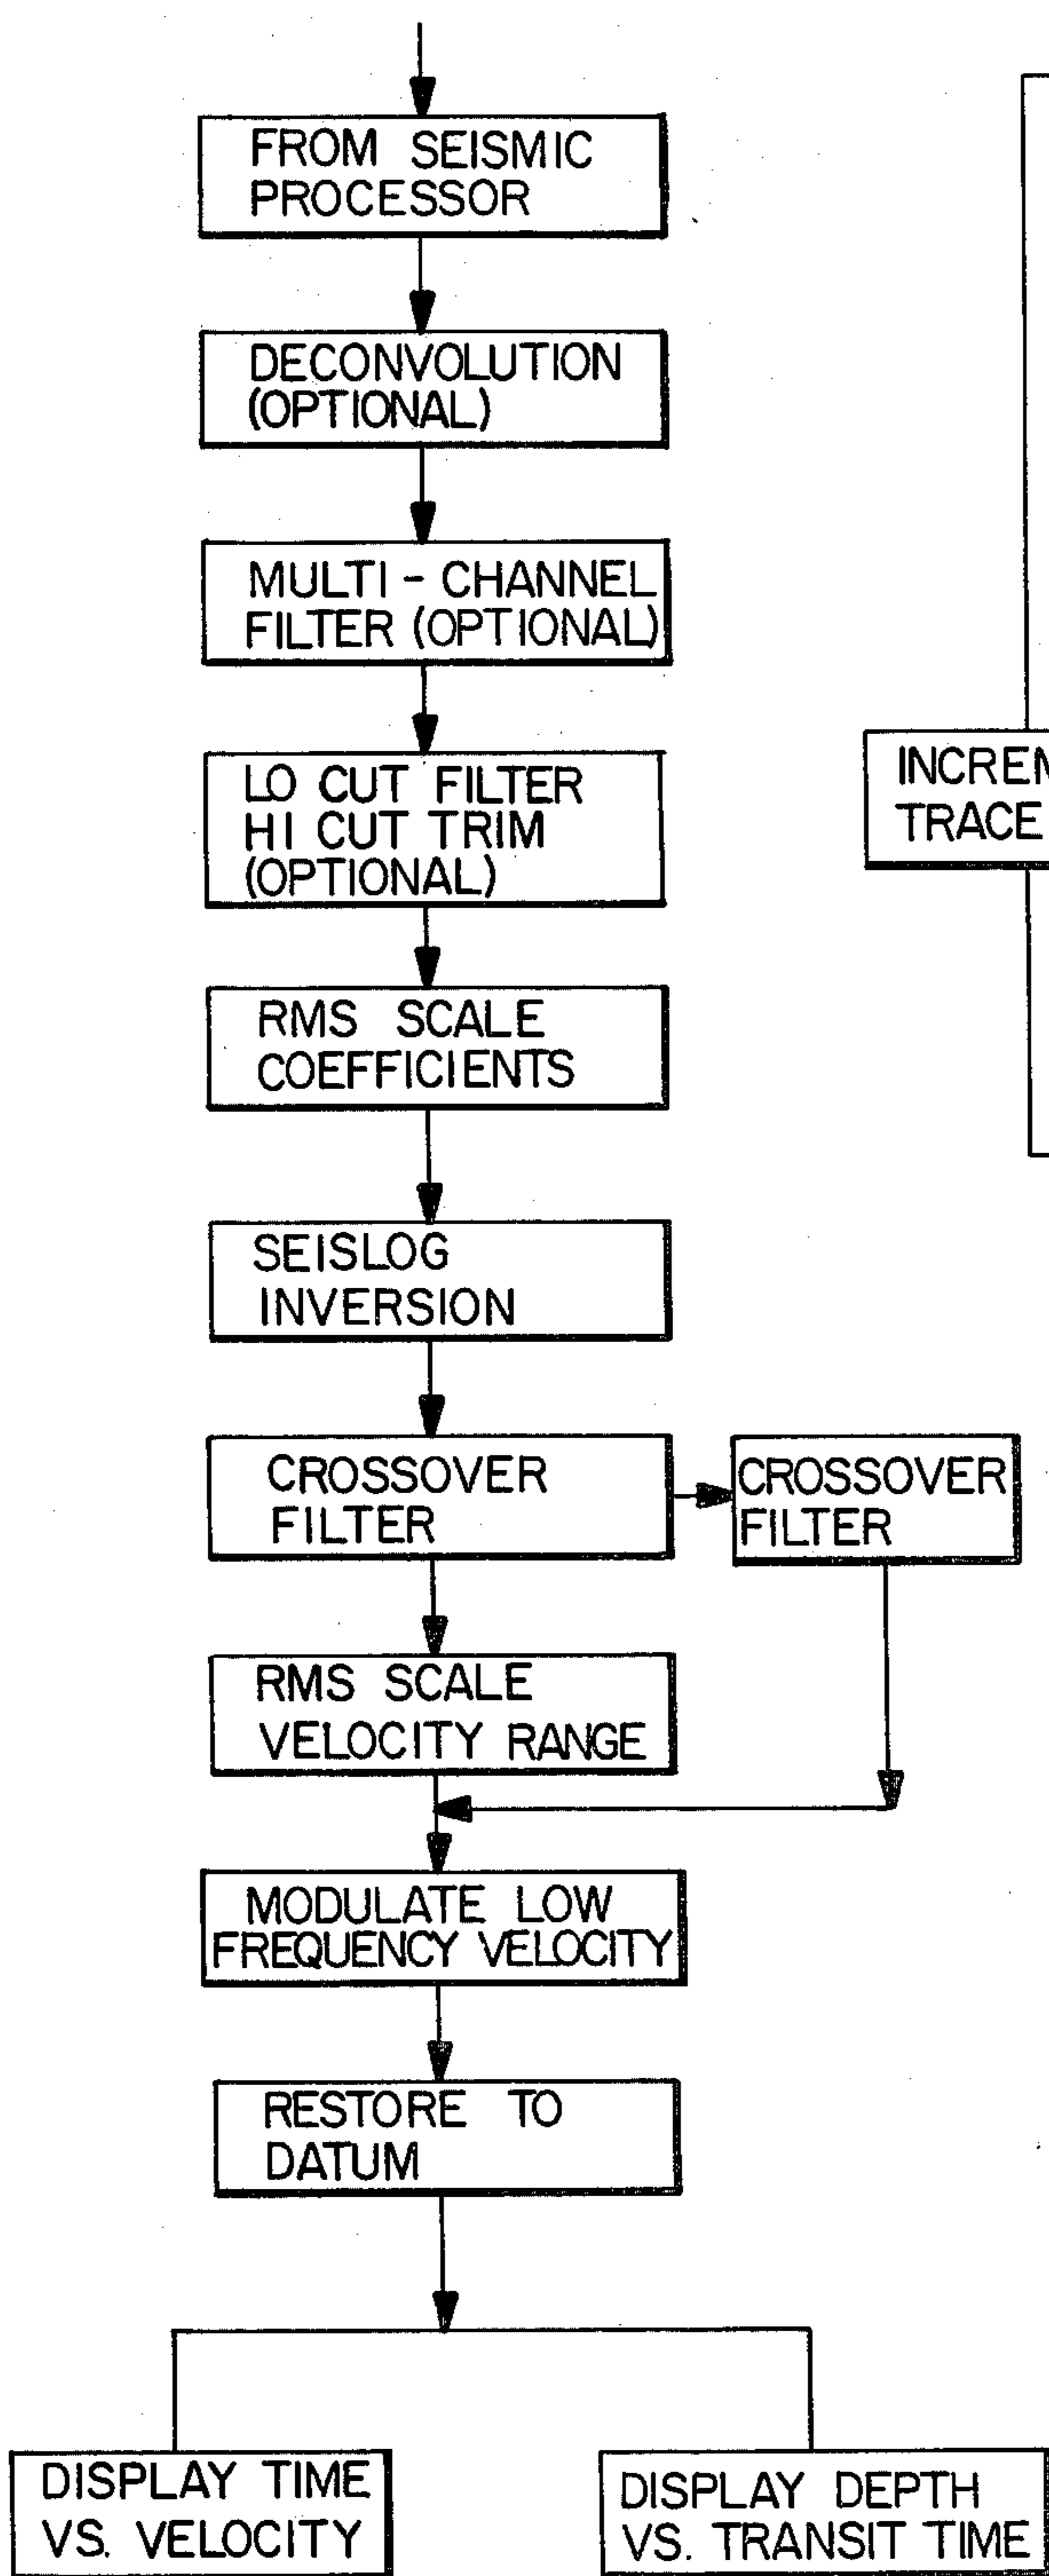 FROM SEISMIC
PROCESSOR
DECONVOLUTION
(OPTIONAL)
MULTI - CHANNEL
FILTER (OPTIONAL)
LO CUT FILTER
HI CUT TRIM
(OPTIONAL)
TRACE
RMS SCALE
COEFFICIENTS
SEISLOG
INVERSION
CROSSOVER
FILTER
CROSSOVER
FILTER
RMS SCALE
VELOCITY RANGE
MODULATE LOW
FREQUENCY VELOCITY
RESTORE TO
DATUM
DISPLAY TIME
VS. VELOCITY
DISPLAY DEPTH
VS. TRANSIT TIME